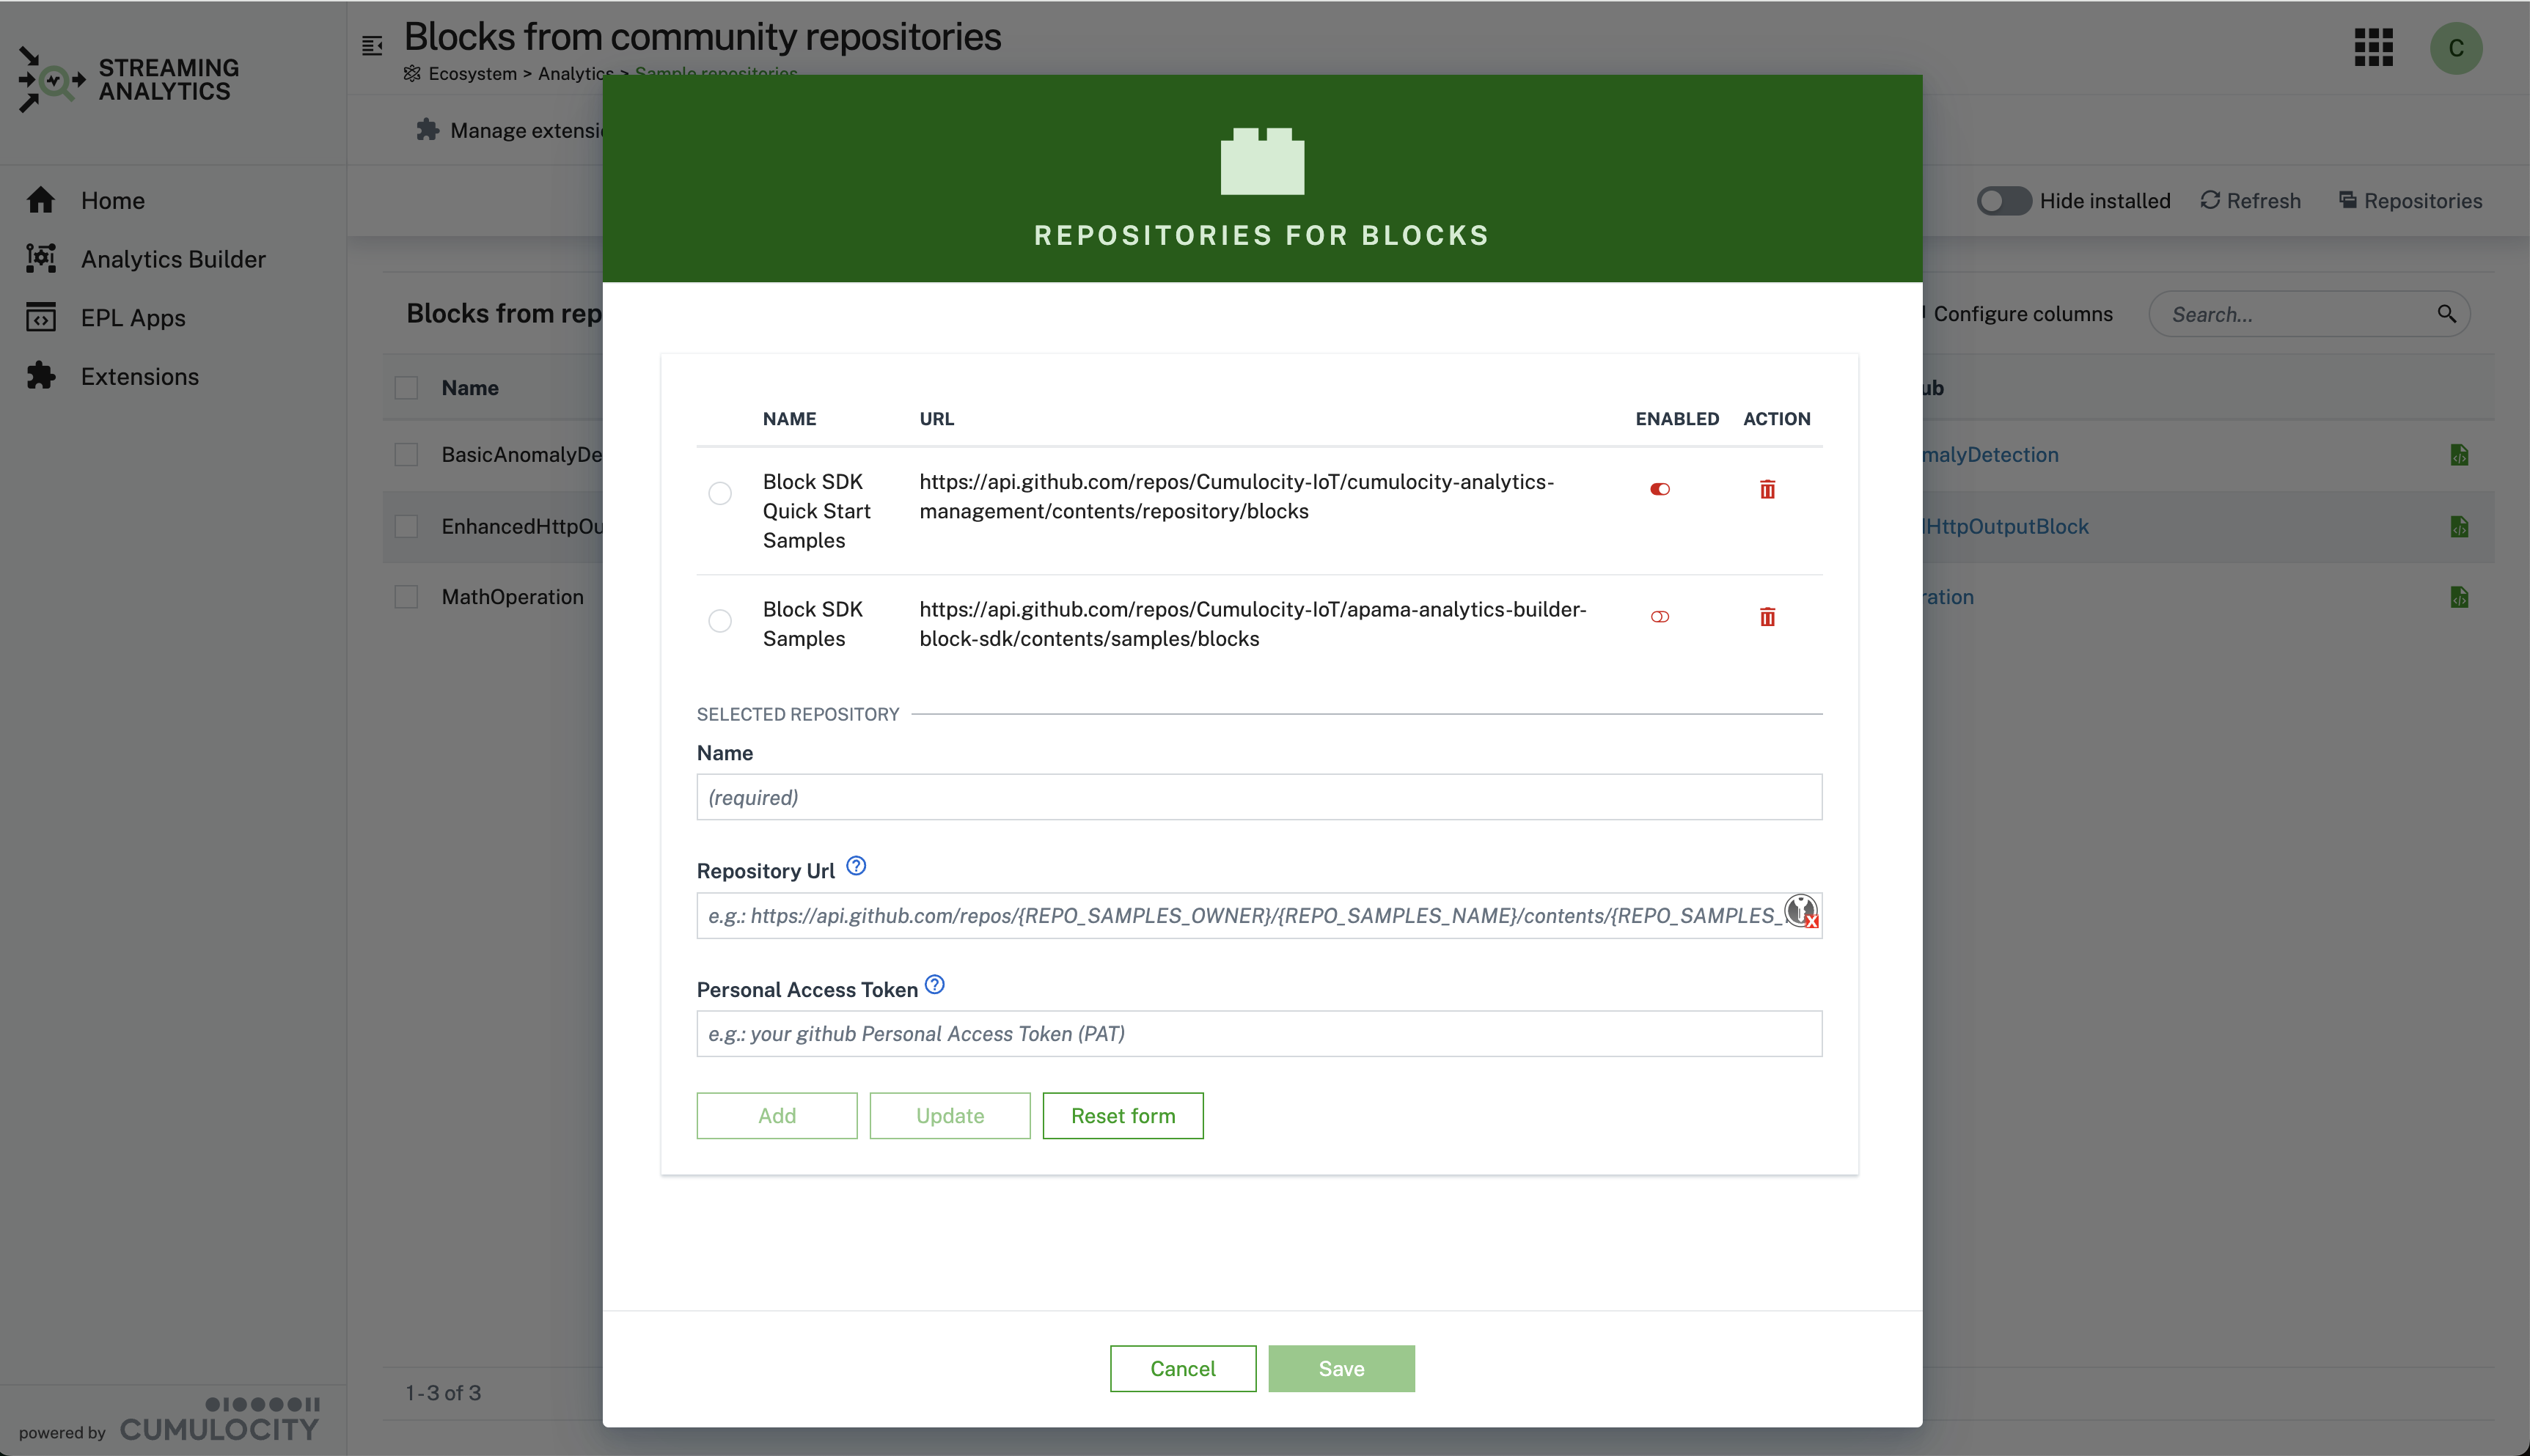 STREAMING
ANALYTICS
Blocks from community repositories
Ecosystem > Analytics > Sample repositories
C
Manage extensio
Home
Analytics Builder
EPL Apps
Extensions
Hide installed
Refresh
Repositories
Blocks from rep
Configure columns
Search...
Name
ub
BasicAnomalyDe
malyDetection
EnhancedHttpOu
HttpOutputBlock
MathOperation
ration
REPOSITORIES FOR BLOCKS
NAME URL ENABLED ACTION
Block SDK
Quick Start
Samples
https://api.github.com/repos/Cumulocity-IoT/cumulocity-analytics-
management/contents/repository/blocks
Block SDK
Samples
https://api.github.com/repos/Cumulocity-IoT/apama-analytics-builder-
block-sdk/contents/samples/blocks
SELECTED REPOSITORY
Name
(required)
Repository Url
e.g.: https://api.github.com/repos/{REPO_SAMPLES_OWNER}/{REPO_SAMPLES_NAME}/contents/{REPO_SAMPLES_
Personal Access Token
e.g.: your github Personal Access Token (PAT)
Add
Update
Reset form
Cancel
Save
1 - 3 of 3
powered by CUMULOCITY